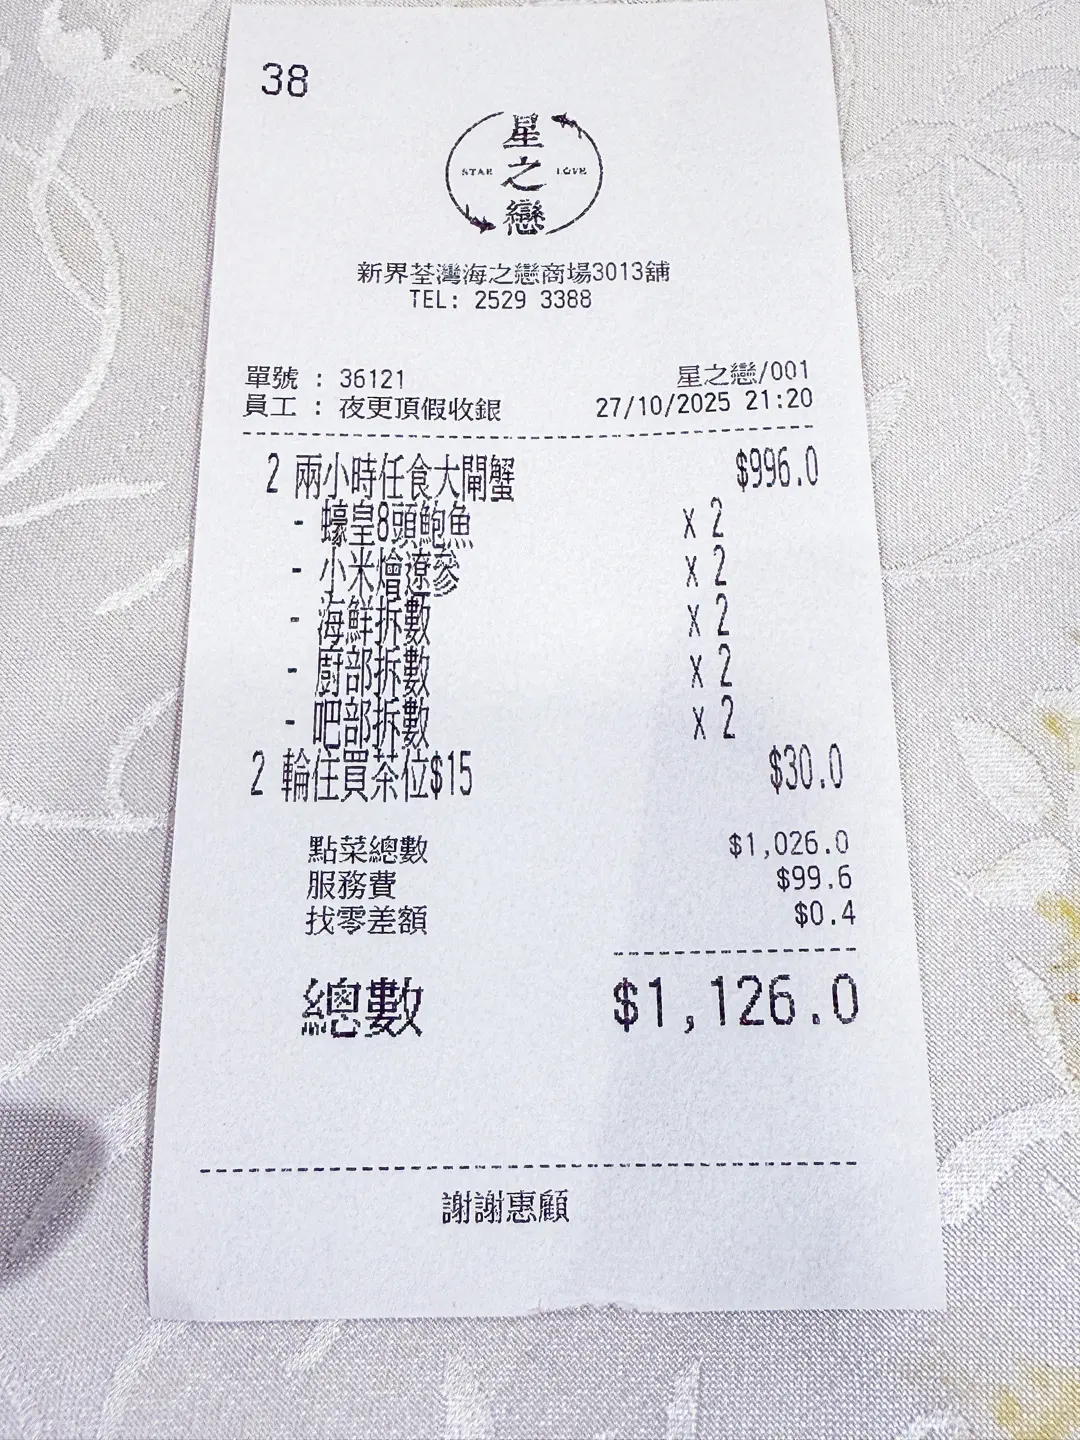 38
星之戀
STAR LOVE
新界荃灣海之戀商場3013舖
TEL: 2529 3388
單號 : 36121 星之戀/001
員工 : 夜更頂假收銀 27/10/2025 21:20
2 兩小時任食大閘蟹 $996.0
- 蠔皇8頭鮑魚 x 2
- 小米燴遼參 x 2
- 海鮮拆數 x 2
- 廚部拆數 x 2
- 吧部拆數 x 2
2 輪住買茶位$15 $30.0
點菜總數 $1,026.0
服務費 $99.6
找零差額 $0.4
總數 $1,126.0
謝謝惠顧